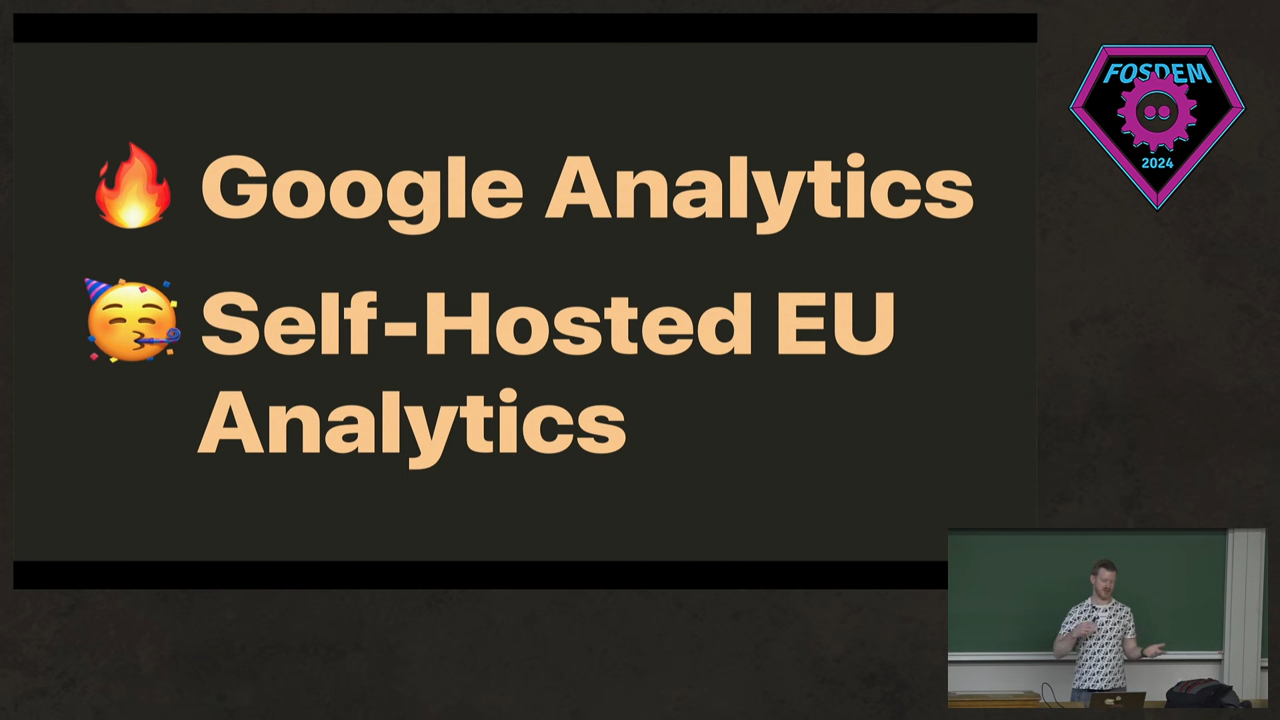 🔥 Google Analytics
🥳 Self-Hosted EU
Analytics
FOSDEM
2024